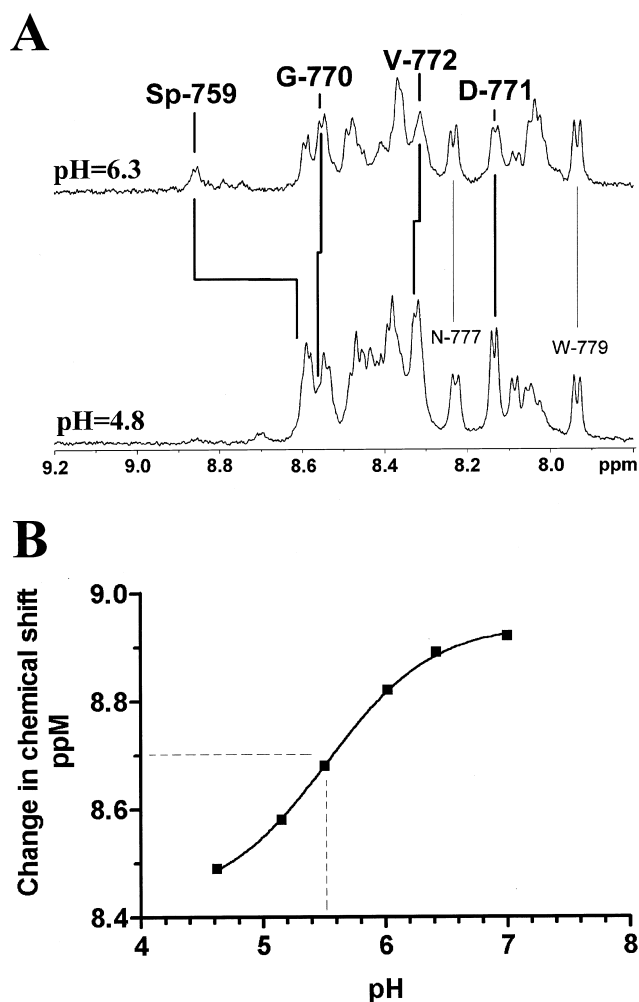 A
Sp-759
G-770
V-772
D-771
pH=6.3
N-777
W-779
pH=4.8
9.2 9.0 8.8 8.6 8.4 8.2 8.0 ppm
B
Change in chemical shift
ppM
9.0
8.8
8.6
8.4
4 5 6 7 8
pH